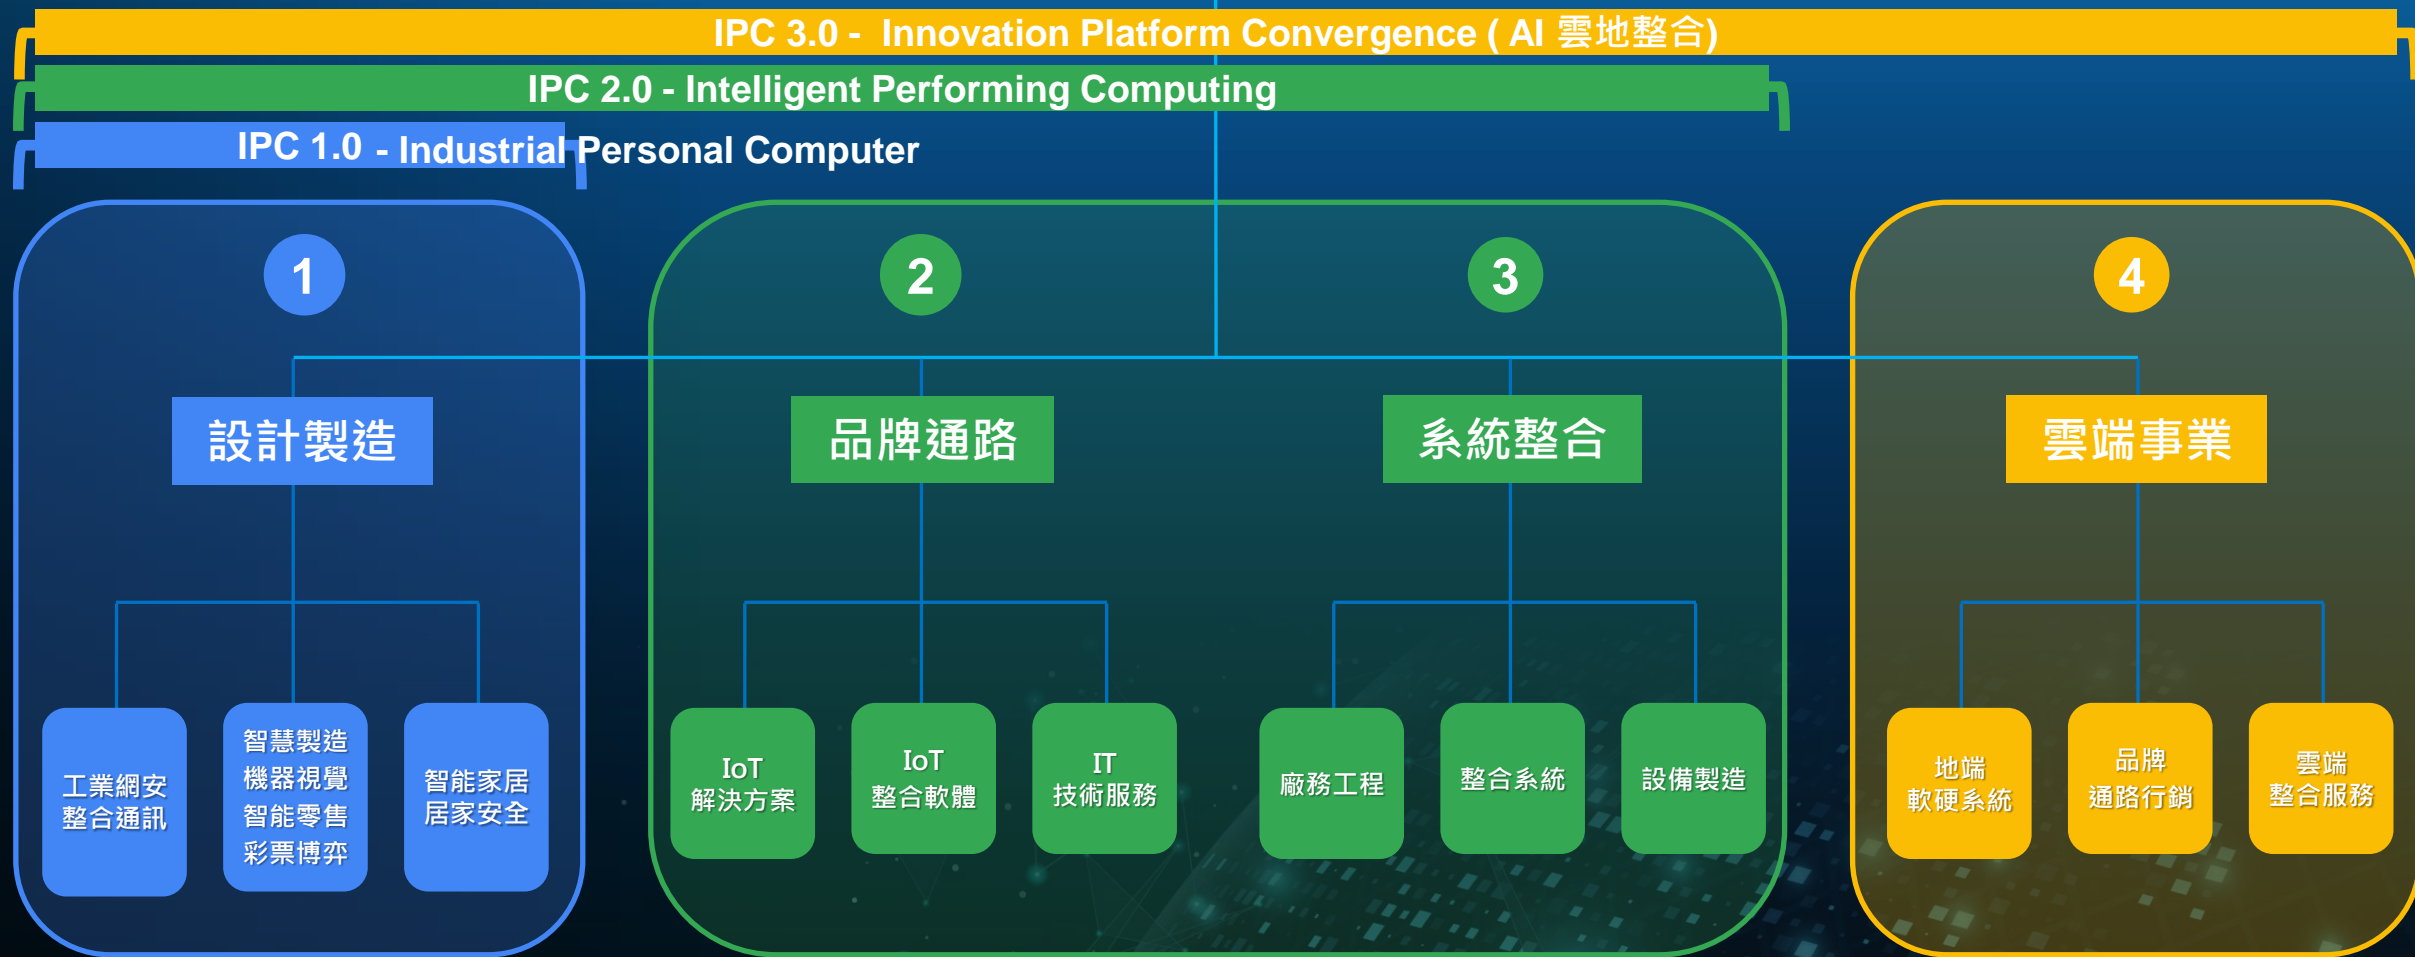 IPC 3.0 - Innovation Platform Convergence ( AI 雲地整合)
IPC 2.0 - Intelligent Performing Computing
IPC 1.0 - Industrial Personal Computer
1
2
3
4
設計製造
品牌通路
系統整合
雲端事業
工業網安
整合通訊
智慧製造
機器視覺
智能零售
彩票博弈
智能家居
居家安全
IoT
解決方案
IoT
整合軟體
IT
技術服務
廠務工程
整合系統
設備製造
地端
軟硬系統
品牌
通路行銷
雲端
整合服務